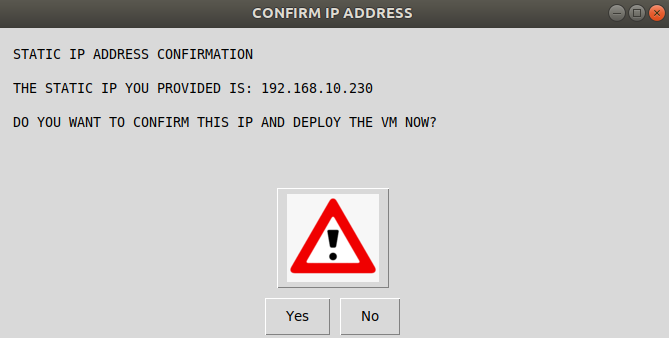 CONFIRM IP ADDRESS
STATIC IP ADDRESS CONFIRMATION
THE STATIC IP YOU PROVIDED IS: 192.168.10.230
DO YOU WANT TO CONFIRM THIS IP AND DEPLOY THE VM NOW?
!
Yes No